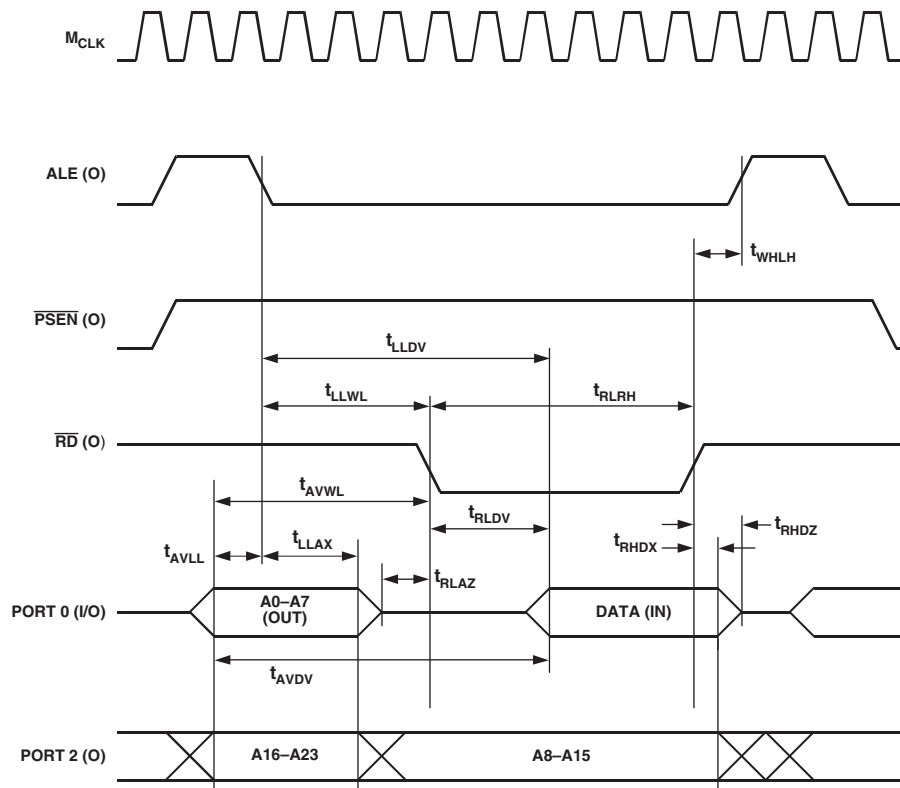 MCLK
ALE (O)
tWHLH
PSEN (O)
tLLDV
tLLWL
tRLRH
RD (O)
tAVWL
tRLDV
tRHDZ
tAVLL
tLLAX
tRHDX
tRLAZ
PORT 0 (I/O)
A0–A7
(OUT)
DATA (IN)
tAVDV
PORT 2 (O)
A16–A23
A8–A15